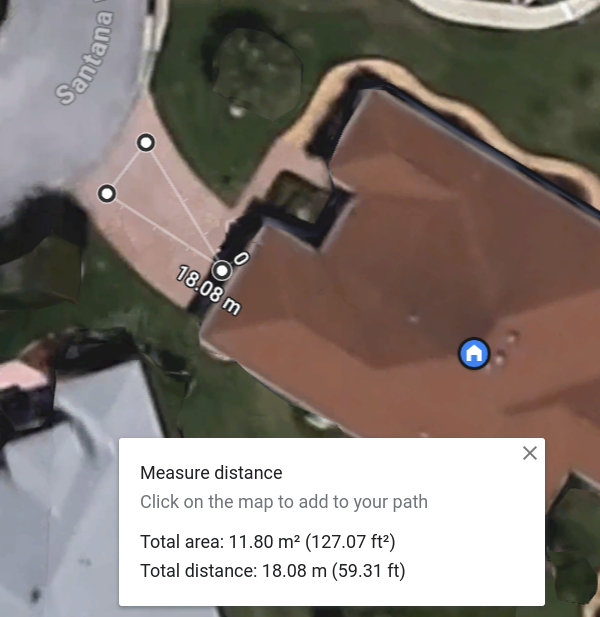 Santana
0
18.08 m
Measure distance
Click on the map to add to your path
Total area: 11.80 m² (127.07 ft²)
Total distance: 18.08 m (59.31 ft)